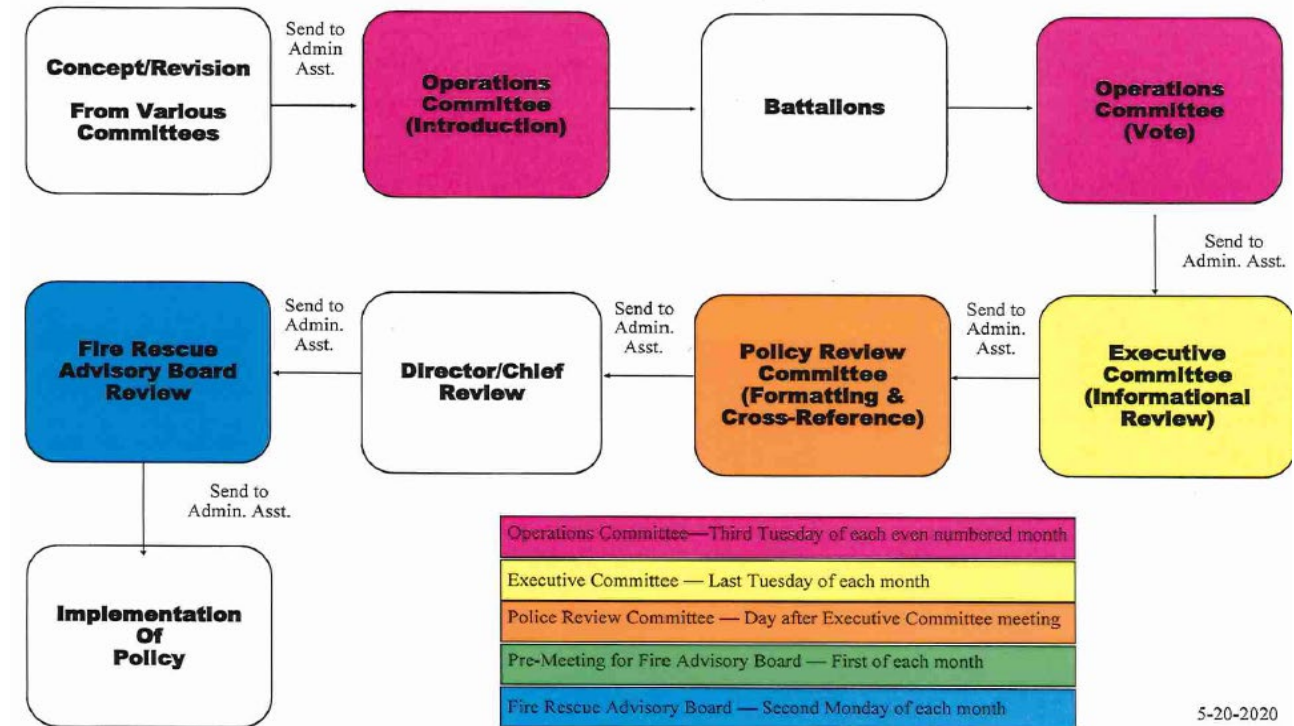 Concept/Revision
From Various
Committees
Send to
Admin
Asst.
Operations
Committee
(Introduction)
Battalions
Operations
Committee
(Vote)
Send to
Admin. Asst.
Executive
Committee
(Informational
Review)
Send to
Admin.
Asst.
Policy Review
Committee
(Formatting &
Cross-Reference)
Send to
Admin.
Asst.
Director/Chief
Review
Send to
Admin.
Asst.
Fire Rescue
Advisory Board
Review
Send to
Admin. Asst.
Implementation
Of
Policy
Operations Committee—Third Tuesday of each even numbered month
Executive Committee — Last Tuesday of each month
Police Review Committee — Day after Executive Committee meeting
Pre-Meeting for Fire Advisory Board — First of each month
Fire Rescue Advisory Board — Second Monday of each month
5-20-2020